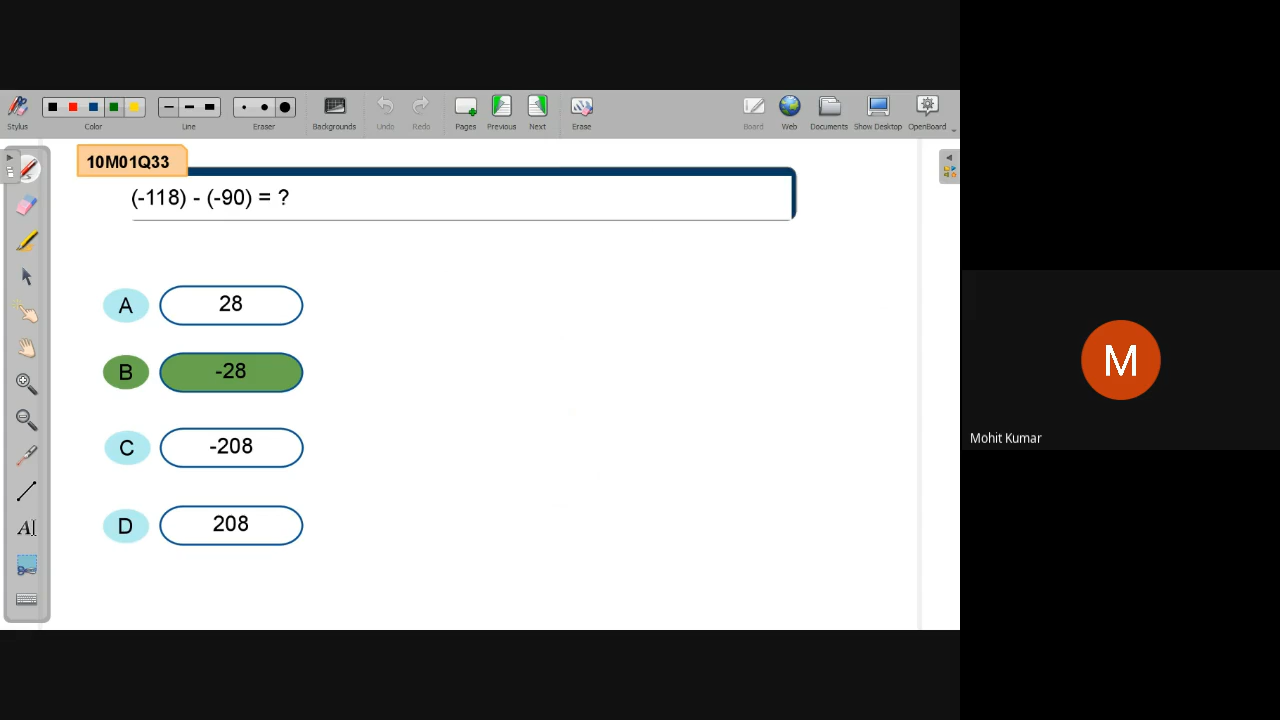 Stylus
Color
Line
Eraser
Backgrounds
Undo
Redo
Pages
Previous
Next
Erase
Board
Web
Documents
Show Desktop
OpenBoard
10M01Q33
(-118) - (-90) = ?
A 28
B -28
C -208
D 208
M
Mohit Kumar